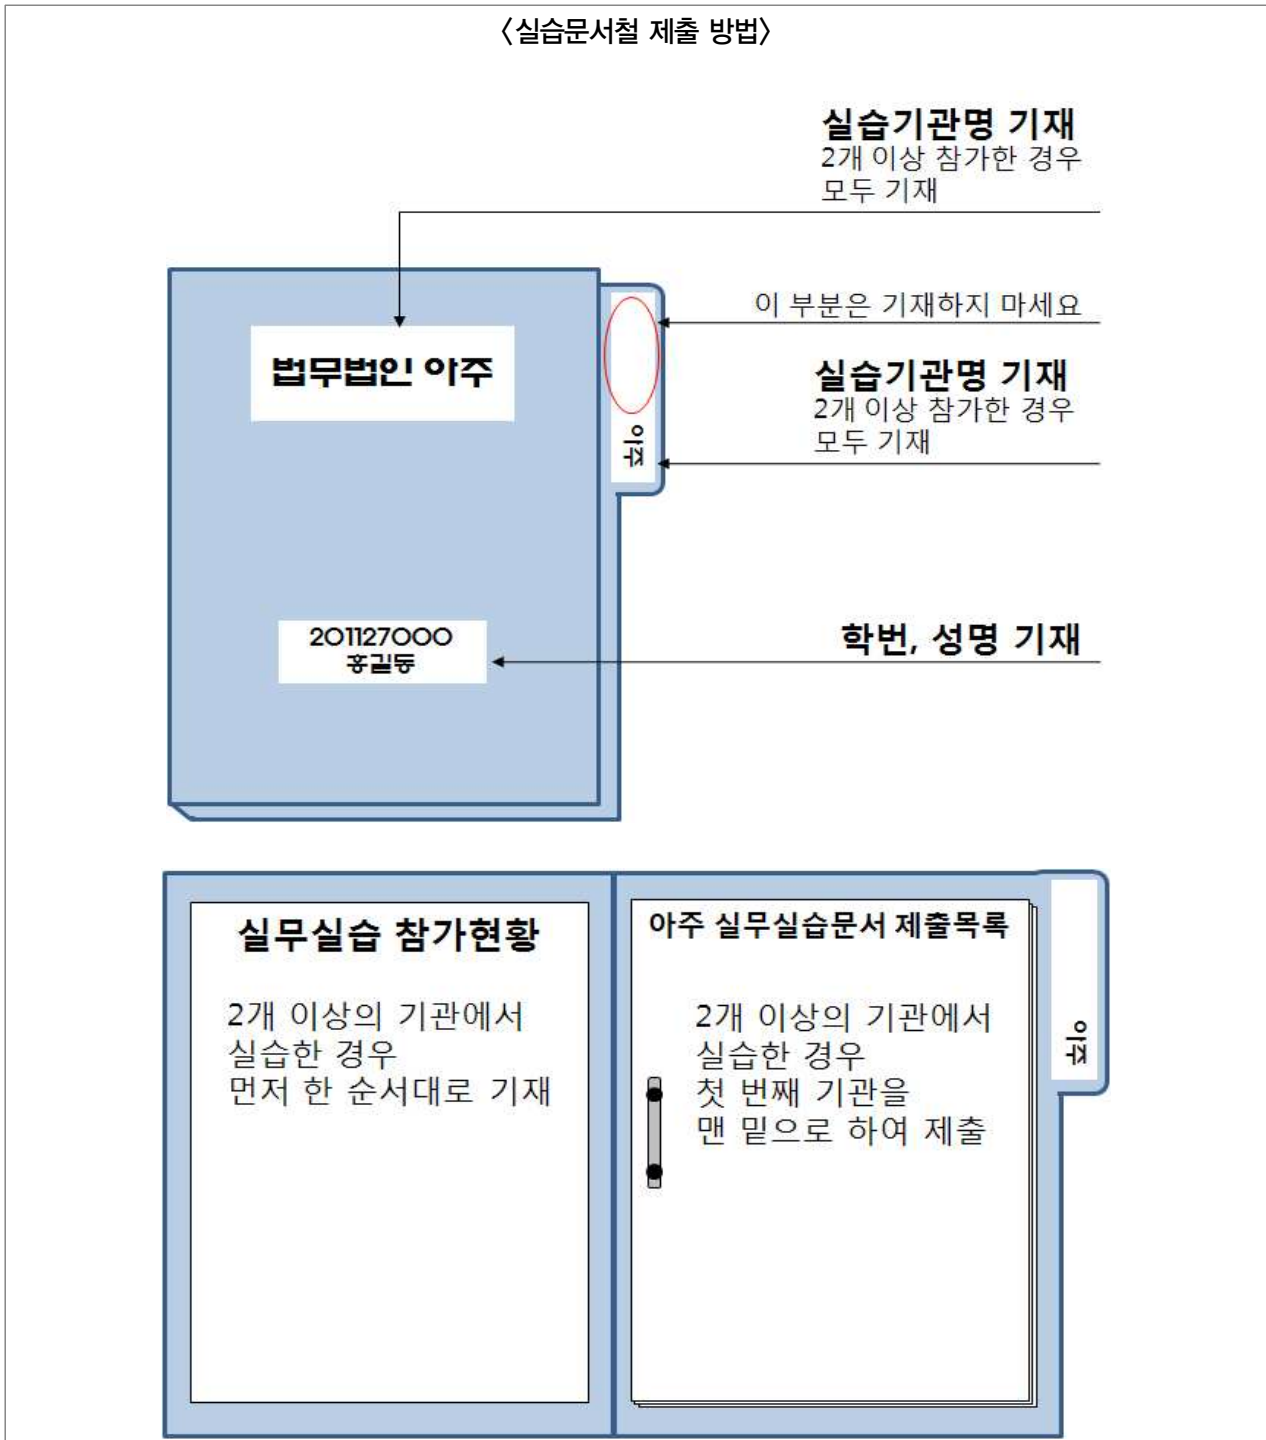 <실습문서철 제출 방법>
실습기관명 기재
2개 이상 참가한 경우
모두 기재
이 부분은 기재하지 마세요
법무법인 아주
실습기관명 기재
2개 이상 참가한 경우
모두 기재
아주
201127000
홍길동
학번, 성명 기재
실무실습 참가현황
2개 이상의 기관에서
실습한 경우
먼저 한 순서대로 기재
아주 실무실습문서 제출목록
2개 이상의 기관에서
실습한 경우
첫 번째 기관을
맨 밑으로 하여 제출
아주